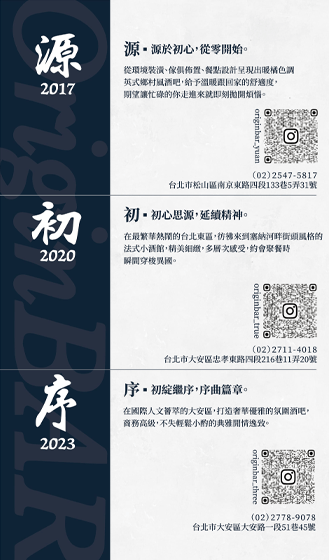 OriginBAR
源
2017
源▪源於初心,從零開始。
從環境裝潢、傢俱佈置、餐點設計呈現出暖橘色調
英式鄉村風酒吧,給予溫暖跟回家的舒適度,
期望讓忙碌的你走進來就即刻拋開煩惱。
originbar_yuan
(02)2547-5817
台北市松山區南京東路四段133巷5弄31號
初
2020
初▪初心思源,延續精神。
在最繁華熱鬧的台北東區,彷彿來到塞納河畔街頭風格的
法式小酒館,精美細緻,多層次感受,約會聚餐時
瞬間穿梭異國。
originbar_true
(02)2711-4018
台北市大安區忠孝東路四段216巷11弄20號
序
2023
序▪初綻繼序,序曲篇章。
在國際人文薈萃的大安區,打造奢華優雅的氛圍酒吧,
商務高級,不失輕鬆小酌的典雅閒情逸致。
originbar_three
(02)2778-9078
台北市大安區大安路一段51巷45號